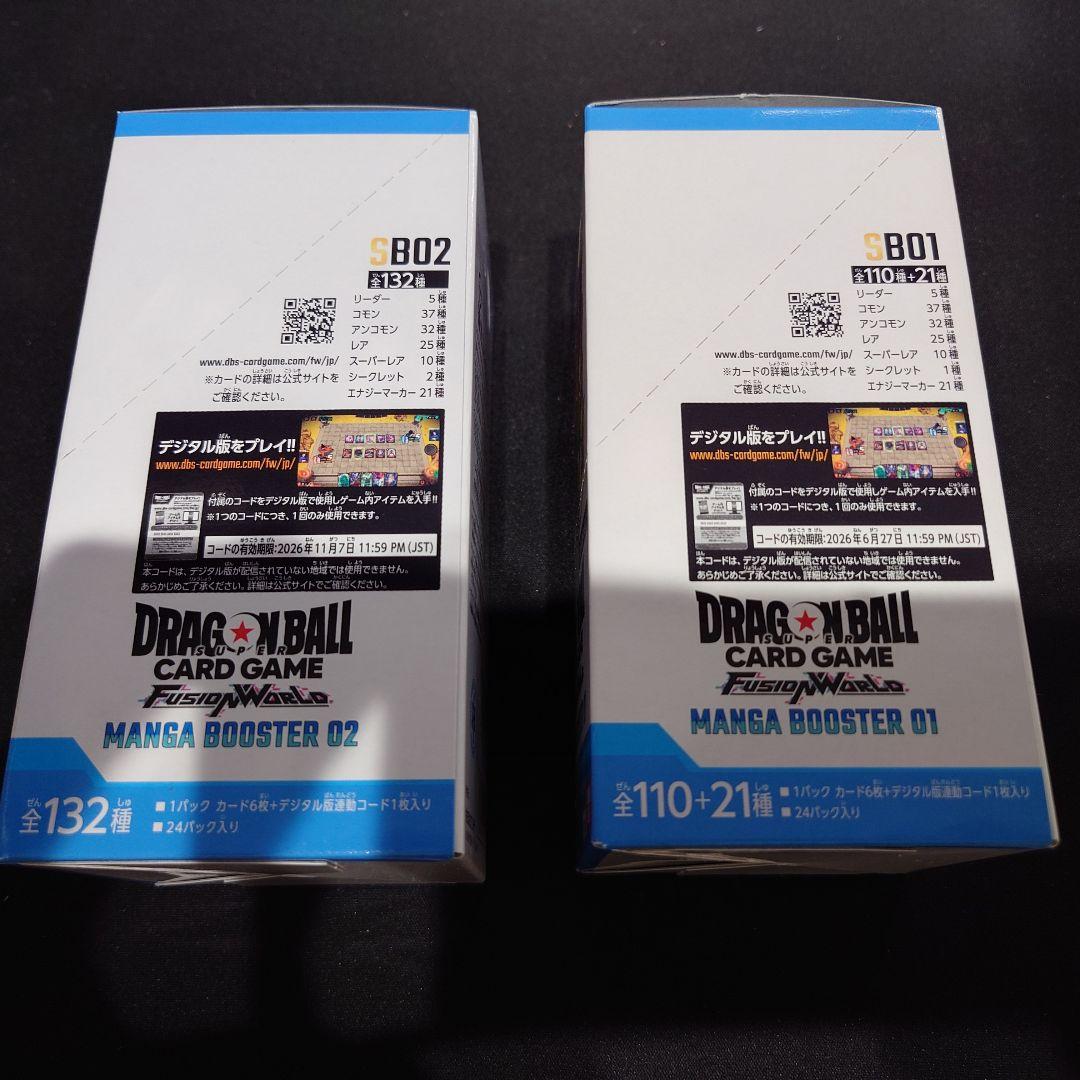 SB02
全132種
リーダー 5種
コモン 37種
アンコモン 32種
レア 25種
スーパーレア 10種
シークレット 2種
エナジーマーカー 21種
www.dbs-cardgame.com/fw/jp/
※カードの詳細は公式サイトを
ご確認ください。
デジタル版をプレイ!!
www.dbs-cardgame.com/fw/jp/
付属のコードをデジタル版で使用しゲーム内アイテムを入手!!
※1つのコードにつき、1回のみ使用できます。
コードの有効期限:2026年11月7日 11:59 PM (JST)
本コードは、デジタル版が配信されていない地域では使用できません。
あらかじめご了承ください。詳細は公式サイトでご確認ください。
DRAGON BALL
SUPER
CARD GAME
FUSION WORLD
MANGA BOOSTER 02
全132種
■ 1パック カード6枚+デジタル版連動コード1枚入り
■ 24パック入り
SB01
全110種+21種
リーダー 5種
コモン 37種
アンコモン 32種
レア 25種
スーパーレア 10種
シークレット 1種
エナジーマーカー 21種
www.dbs-cardgame.com/fw/jp/
※カードの詳細は公式サイトを
ご確認ください。
デジタル版をプレイ!!
www.dbs-cardgame.com/fw/jp/
付属のコードをデジタル版で使用しゲーム内アイテムを入手!!
※1つのコードにつき、1回のみ使用できます。
コードの有効期限:2026年6月27日 11:59 PM (JST)
本コードは、デジタル版が配信されていない地域では使用できません。
あらかじめご了承ください。詳細は公式サイトでご確認ください。
DRAGON BALL
SUPER
CARD GAME
FUSION WORLD
MANGA BOOSTER 01
全110+21種
■ 1パック カード6枚+デジタル版連動コード1枚入り
■ 24パック入り